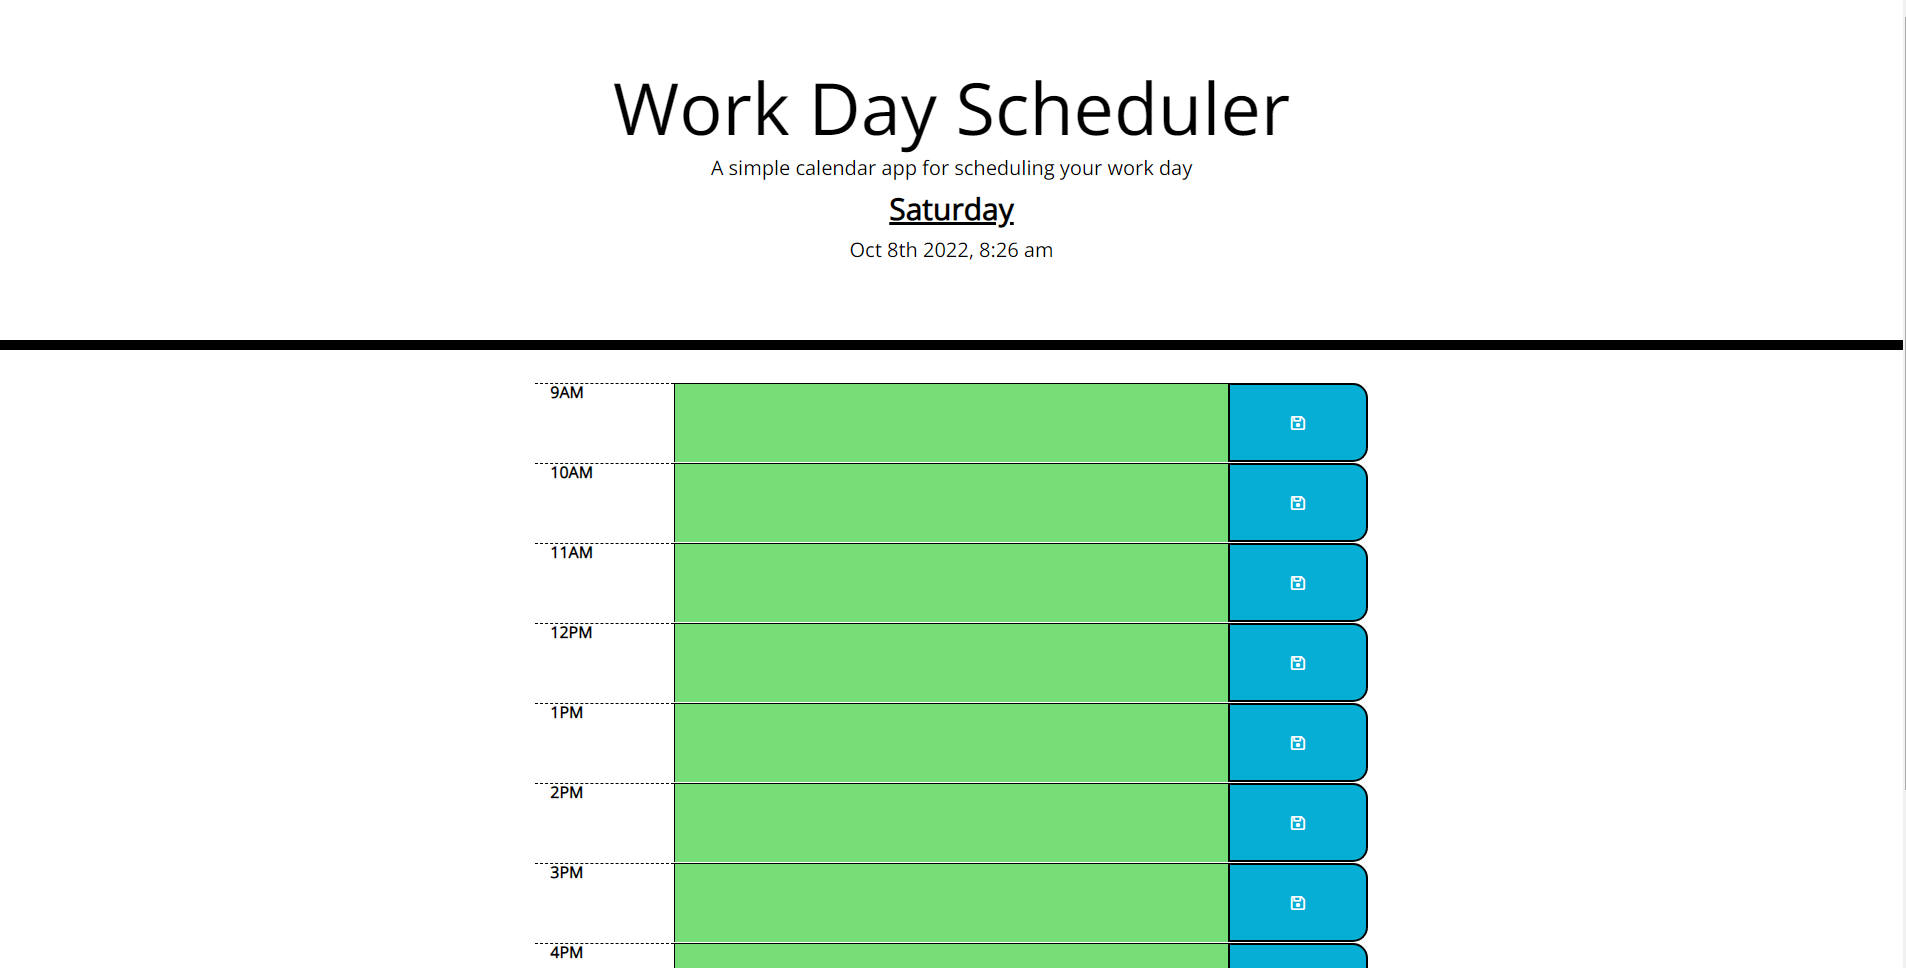 Work Day Scheduler
A simple calendar app for scheduling your work day
Saturday
Oct 8th 2022, 8:26 am
9AM
10AM
11AM
12PM
1PM
2PM
3PM
4PM